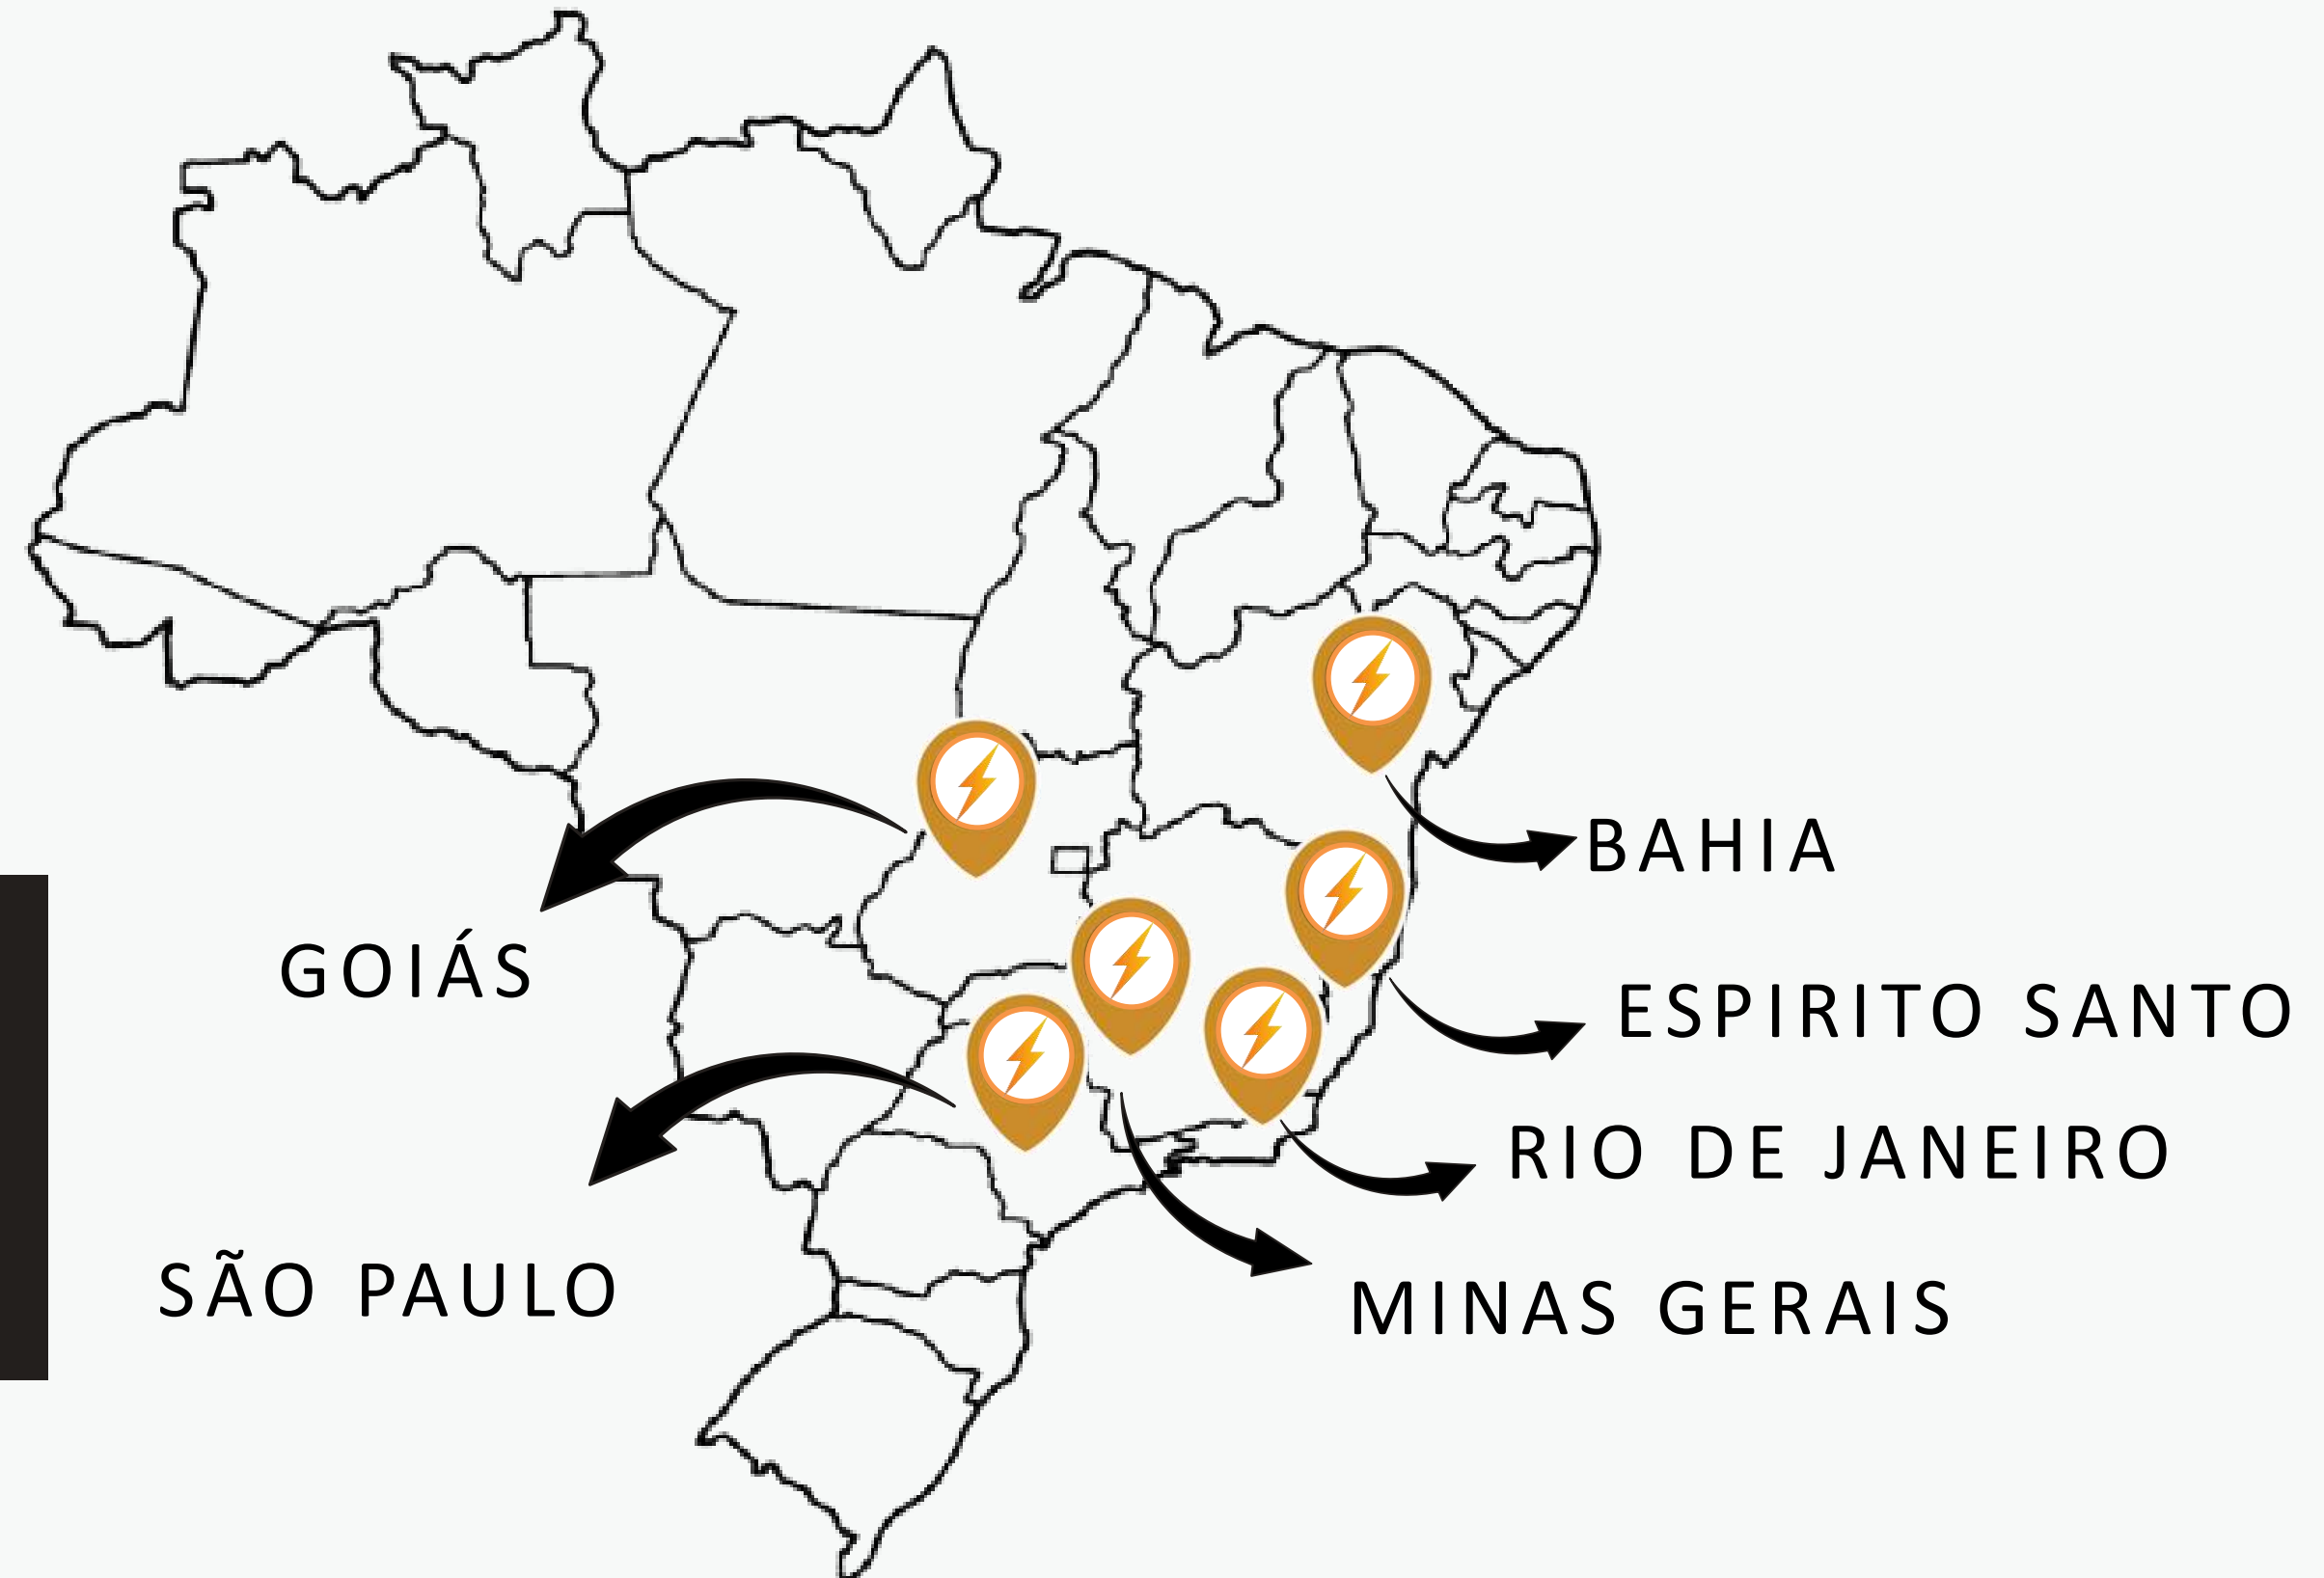 BAHIA
GOIÁS
ESPIRITO SANTO
RIO DE JANEIRO
SÃO PAULO
MINAS GERAIS